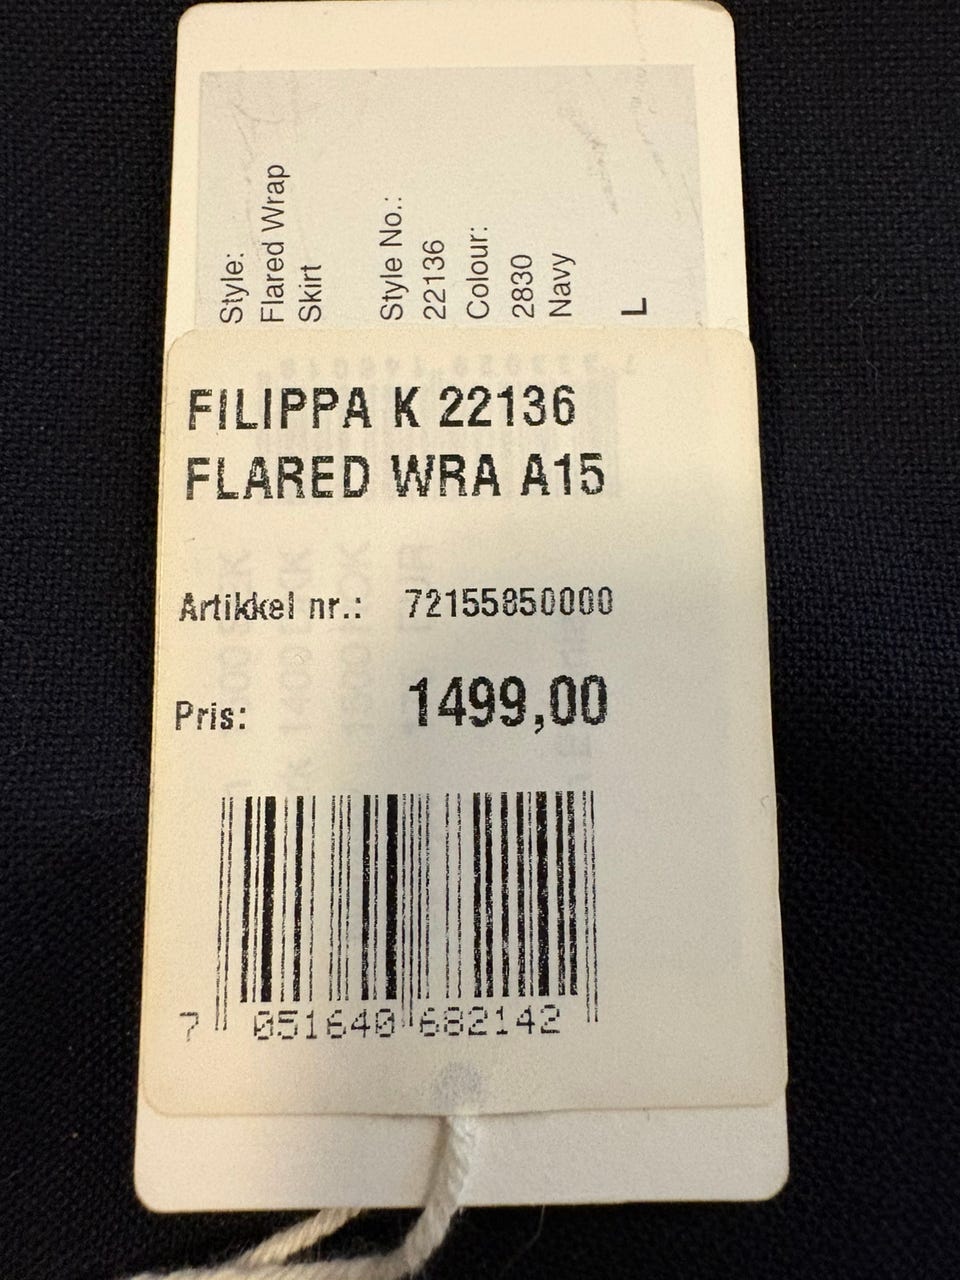 Style:
Flared Wrap
Skirt
Style No.:
22136
Colour:
2830
Navy
L
FILIPPA K 22136
FLARED WRA A15
Artikkel nr.: 72155850000
Pris: 1499,00
7 051640 682142